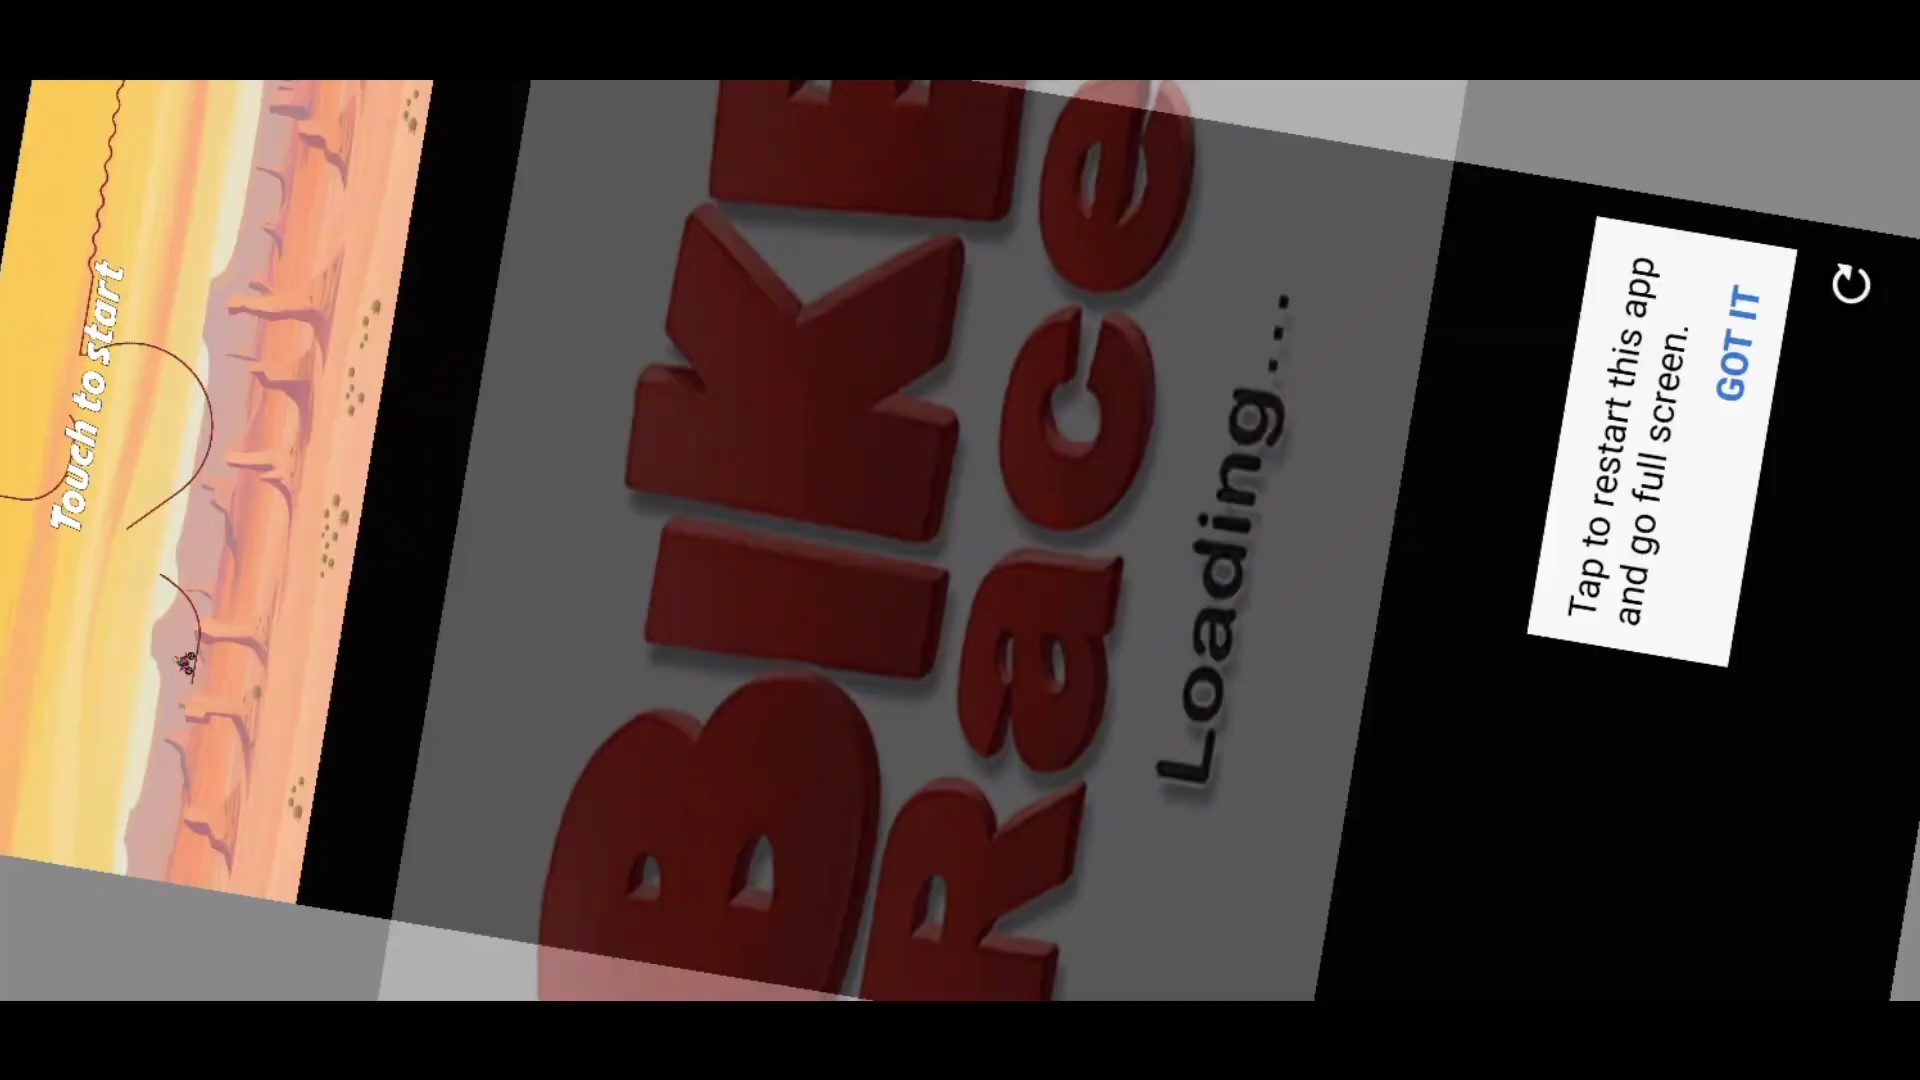 Touch to start
BIKE
Race
Loading...
Tap to restart this app
and go full screen.
GOT IT